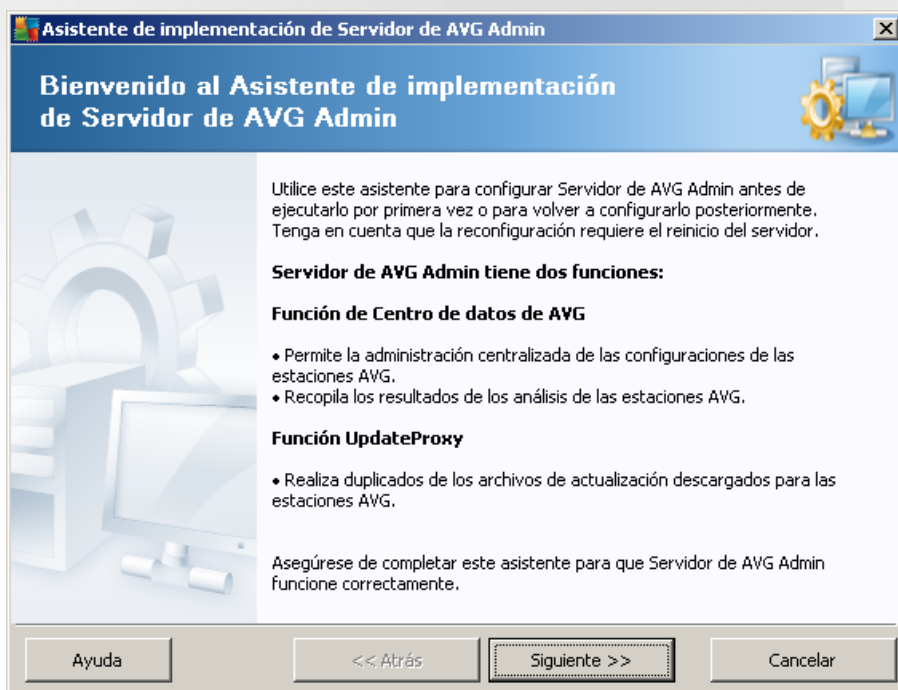 Asistente de implementación de Servidor de AVG Admin
Bienvenido al Asistente de implementación
de Servidor de AVG Admin
Utilice este asistente para configurar Servidor de AVG Admin antes de
ejecutarlo por primera vez o para volver a configurarlo posteriormente.
Tenga en cuenta que la reconfiguración requiere el reinicio del servidor.
Servidor de AVG Admin tiene dos funciones:
Función de Centro de datos de AVG
• Permite la administración centralizada de las configuraciones de las
estaciones AVG.
• Recopila los resultados de los análisis de las estaciones AVG.
Función UpdateProxy
• Realiza duplicados de los archivos de actualización descargados para las
estaciones AVG.
Asegúrese de completar este asistente para que Servidor de AVG Admin
funcione correctamente.
Ayuda
<< Atrás
Siguiente >>
Cancelar